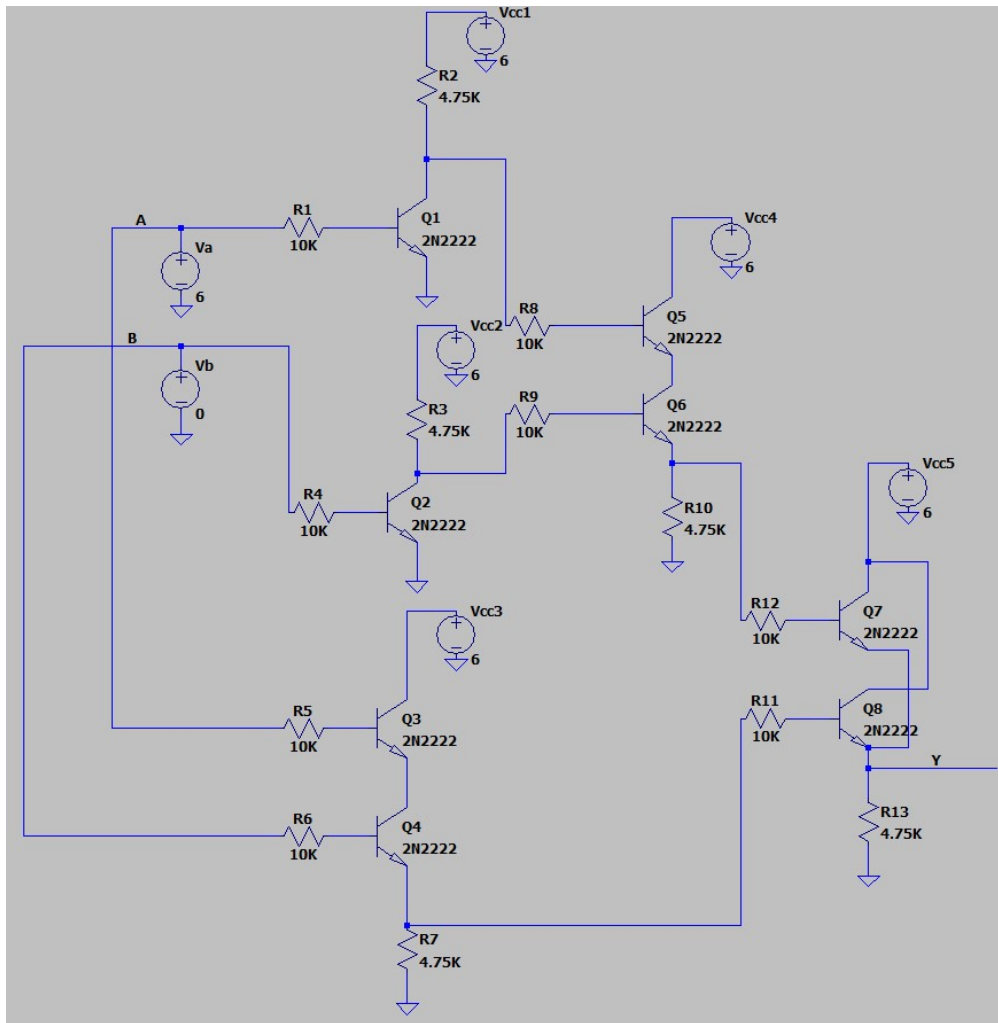 Vcc1
6
R2
4.75K
R1
10K
Q1
2N2222
A
Va
6
Vcc4
6
R8
10K
Q5
2N2222
Vcc2
6
B
Vb
0
R3
4.75K
R9
10K
Q6
2N2222
R4
10K
Q2
2N2222
R10
4.75K
Vcc5
6
Vcc3
6
R12
10K
Q7
2N2222
R5
10K
Q3
2N2222
R11
10K
Q8
2N2222
Y
R6
10K
Q4
2N2222
R13
4.75K
R7
4.75K